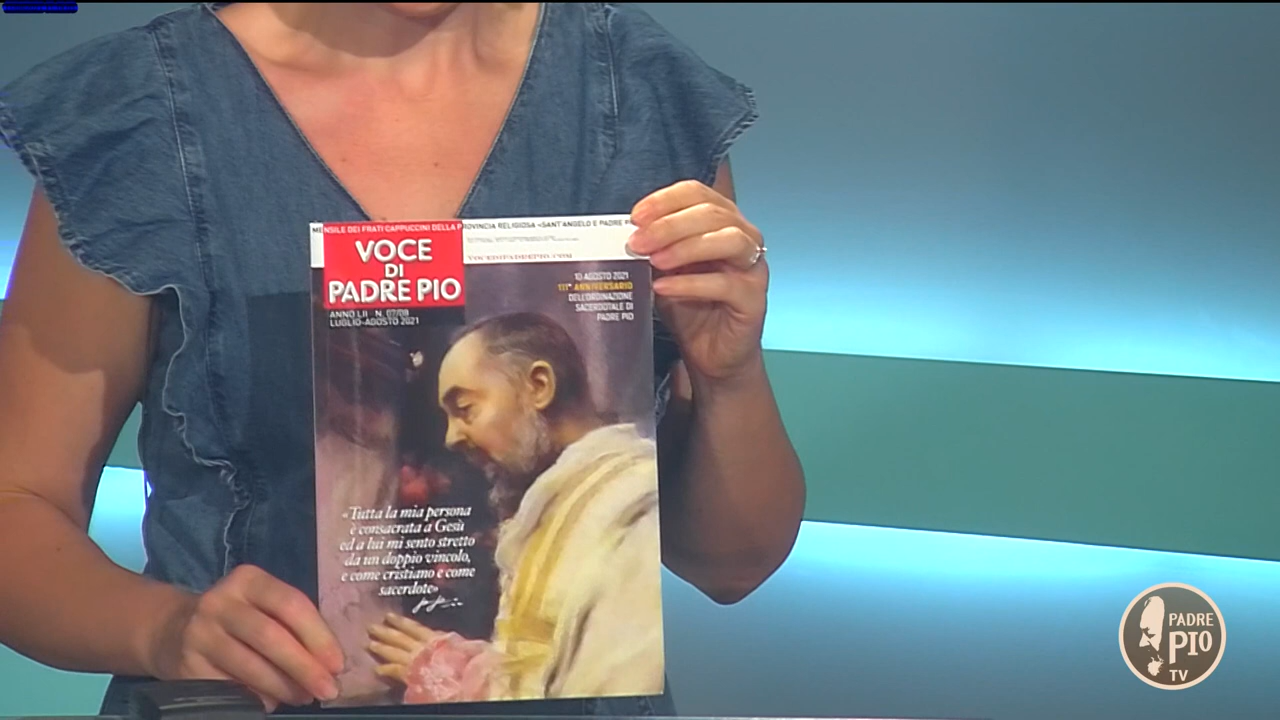 MENSILE DEI FRATI CAPPUCCINI DELLA PROVINCIA RELIGIOSA «SANT'ANGELO E PADRE
VOCEDIPADREPIO.COM
VOCE
DI
PADRE PIO
ANNO LII N. 07/08
LUGLIO-AGOSTO 2021
10 AGOSTO 2021
111° ANNIVERSARIO
DELL'ORDINAZIONE
SACERDOTALE DI
PADRE PIO
«Tutta la mia persona
è consacrata a Gesù
ed a lui mi sento stretto
da un doppio vincolo,
e come cristiano e come
sacerdote»
PADRE
PIO
TV